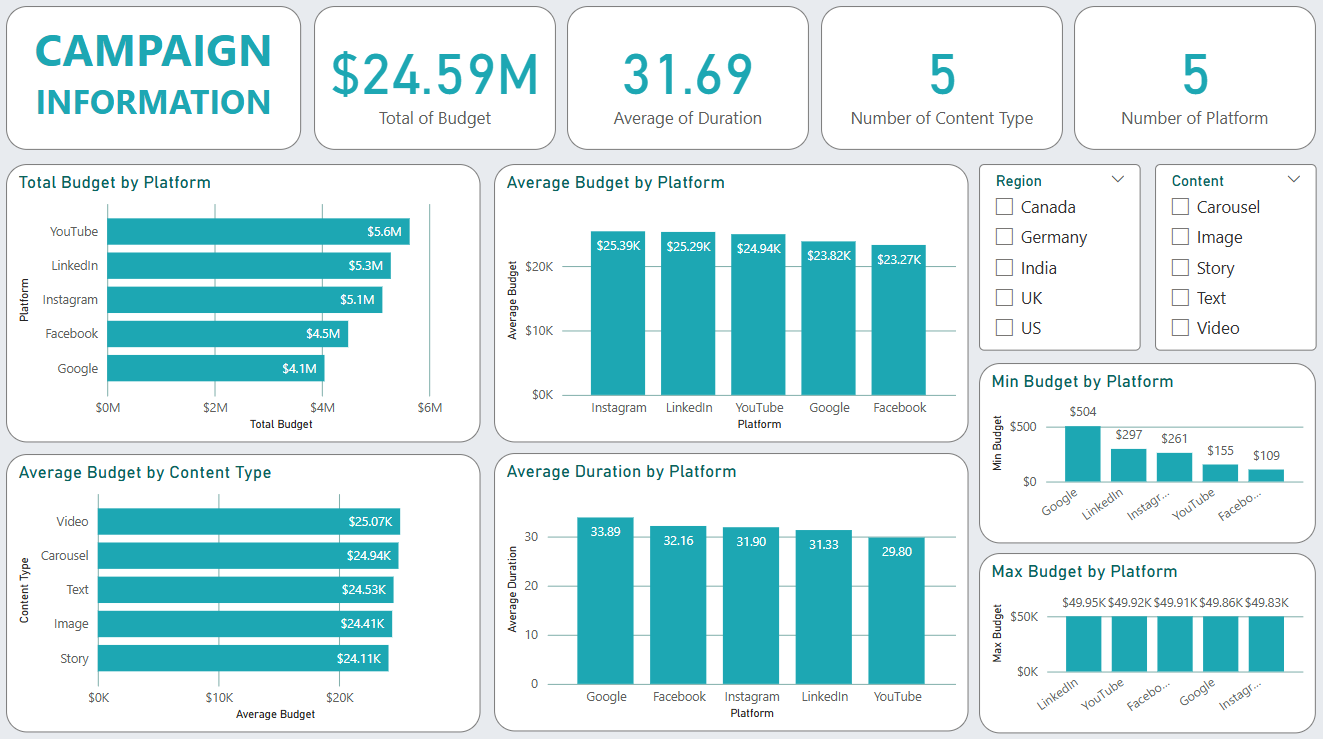 CAMPAIGN
INFORMATION
$24.59M
Total of Budget
31.69
Average of Duration
5
Number of Content Type
5
Number of Platform
Total Budget by Platform
Platform
YouTube
$5.6M
LinkedIn
$5.3M
Instagram
$5.1M
Facebook
$4.5M
Google
$4.1M
$0M $2M $4M $6M
Total Budget
Average Budget by Platform
Average Budget
$20K
$10K
$0K
$25.39K $25.29K $24.94K $23.82K $23.27K
Instagram LinkedIn YouTube Google Facebook
Platform
Region
Canada
Germany
India
UK
US
Content
Carousel
Image
Story
Text
Video
Average Budget by Content Type
Content Type
Video
$25.07K
Carousel
$24.94K
Text
$24.53K
Image
$24.41K
Story
$24.11K
$0K $10K $20K
Average Budget
Average Duration by Platform
Average Duration
30
20
10
0
33.89 32.16 31.90 31.33 29.80
Google Facebook Instagram LinkedIn YouTube
Platform
Min Budget by Platform
Min Budget
$500
$0
$504 $297 $261 $155 $109
Google LinkedIn Instagr... YouTube Facebo...
Max Budget by Platform
Max Budget
$50K
$0K
$49.95K $49.92K $49.91K $49.86K $49.83K
LinkedIn YouTube Facebo... Google Instagr...